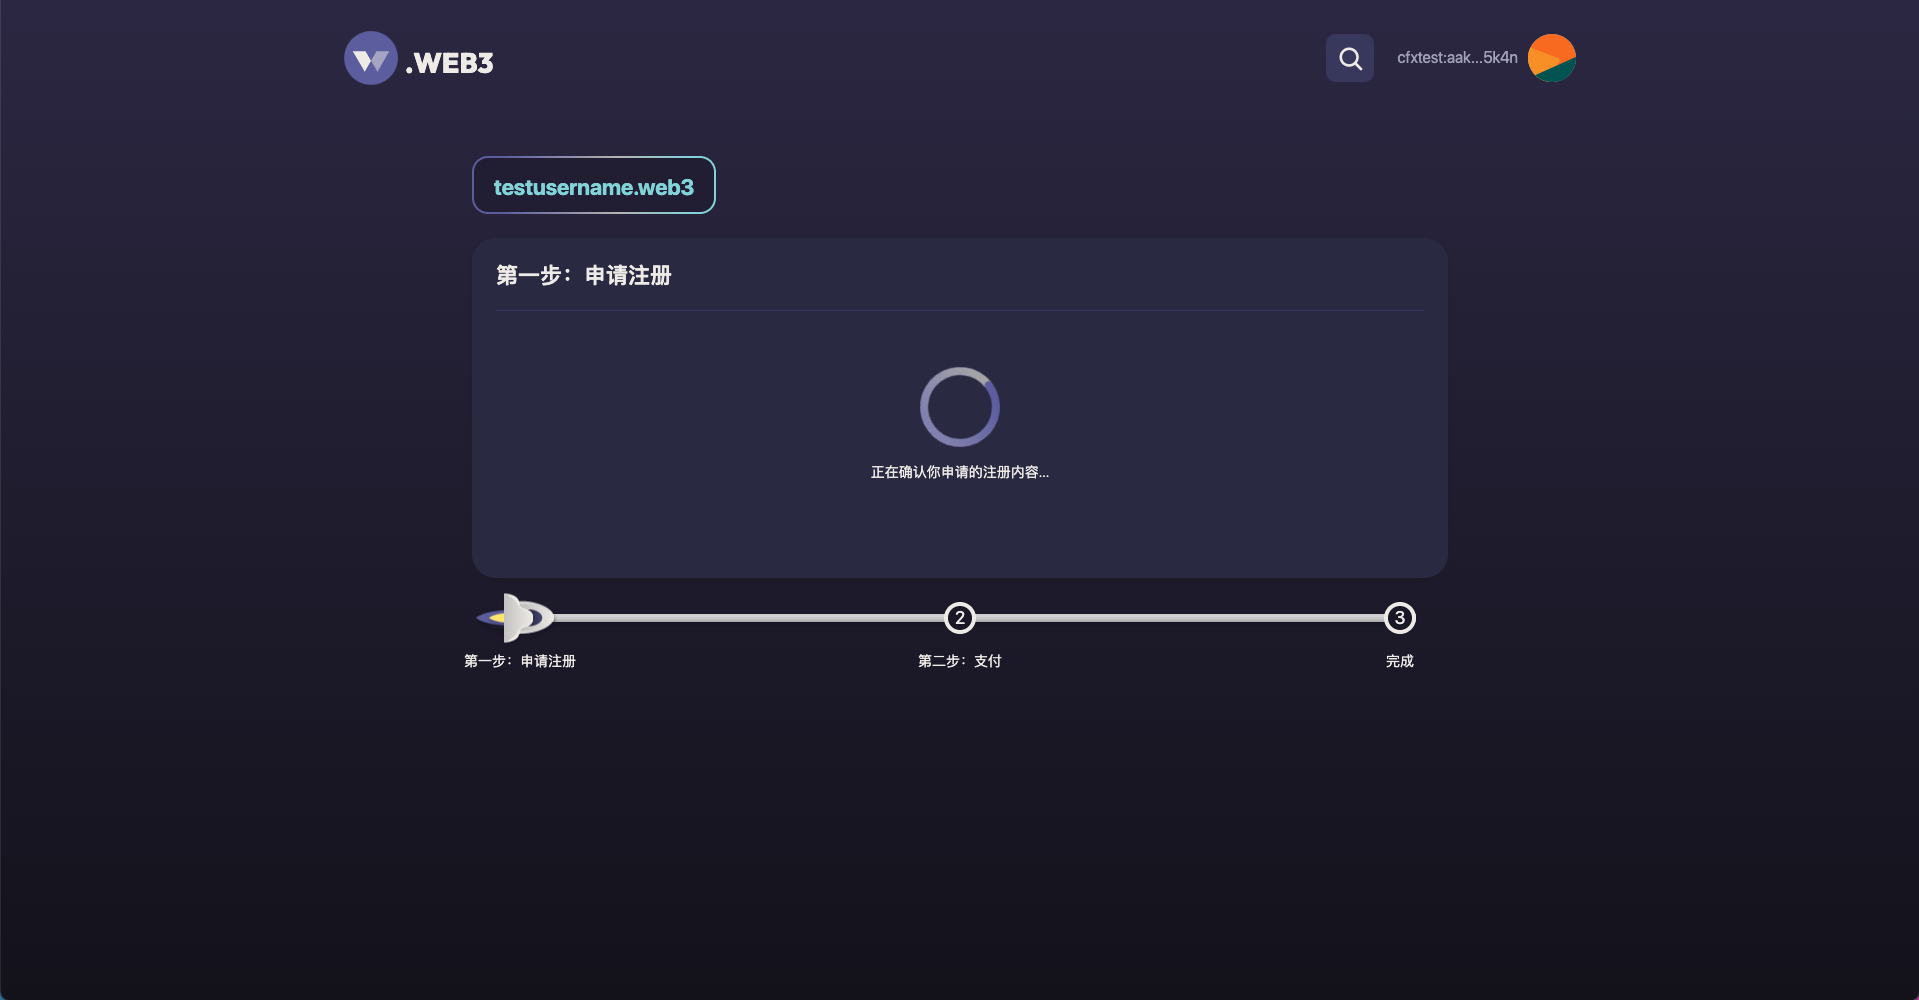 .WEB3
cfxtest:aak...5k4n
testusername.web3
第一步：申请注册
正在确认你申请的注册内容...
2
3
第一步：申请注册
第二步：支付
完成